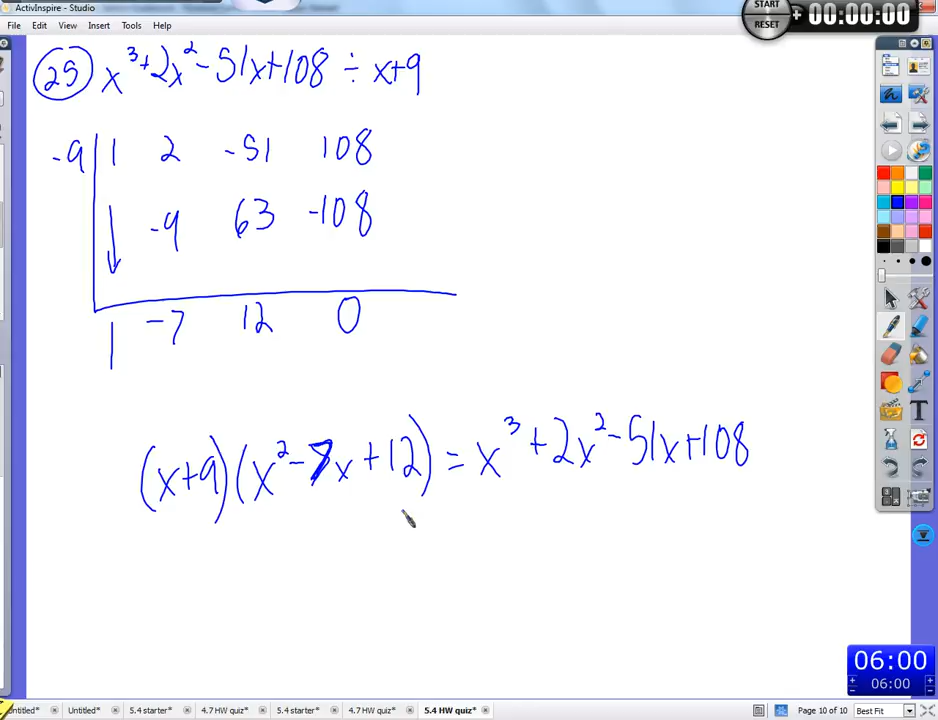 ActivInspire - Studio
START
RESET
+ 00:00:00
File Edit View Insert Tools Help
25 x³+2x²-51x+108 ÷ x+9
-9 1 2 -51 108
-9 63 -108
1 -7 12 0
(x+9)(x²-7x+12) = x³+2x²-51x+108
T
06:00
06:00
Untitled* 5.4 starter* 4.7 HW quiz* 5.4 starter* 4.7 HW quiz* 5.4 HW quiz* Page 10 of 10 Best Fit